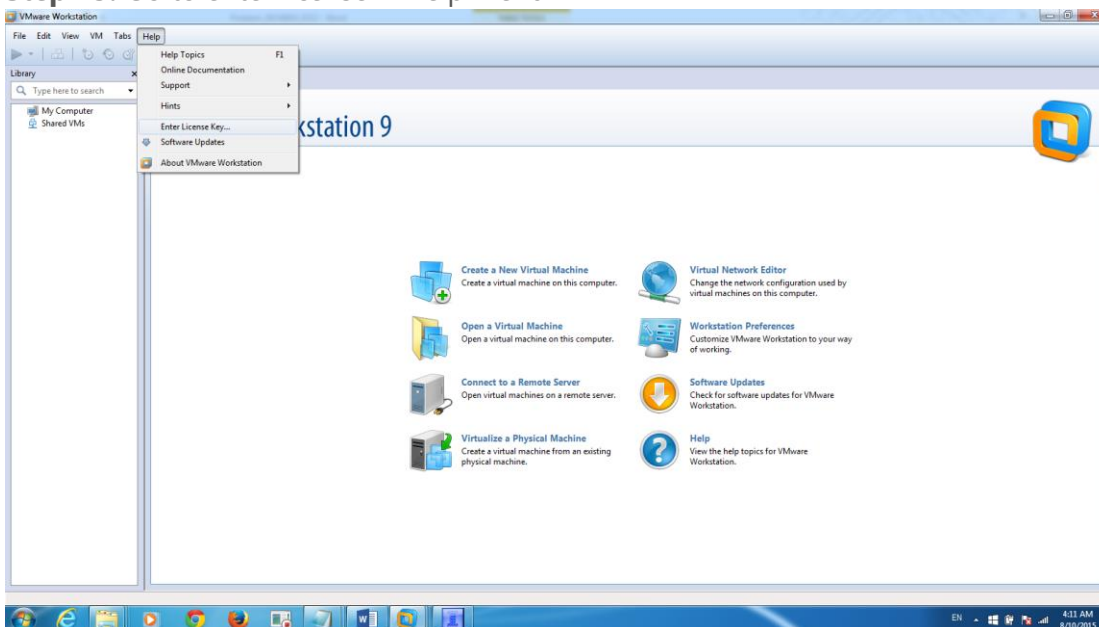 VMware Workstation
File Edit View VM Tabs Help
Library
Type here to search
My Computer
Shared VMs
Help Topics F1
Online Documentation
Support
Hints
Enter License Key...
Software Updates
About VMware Workstation
kstation 9
Create a New Virtual Machine
Create a virtual machine on this computer.
Open a Virtual Machine
Open a virtual machine on this computer.
Connect to a Remote Server
Open virtual machines on a remote server.
Virtualize a Physical Machine
Create a virtual machine from an existing
physical machine.
Virtual Network Editor
Change the network configuration used by
virtual machines on this computer.
Workstation Preferences
Customize VMware Workstation to your way
of working.
Software Updates
Check for software updates for VMware
Workstation.
Help
View the help topics for VMware
Workstation.
EN
4:11 AM
8/10/2015